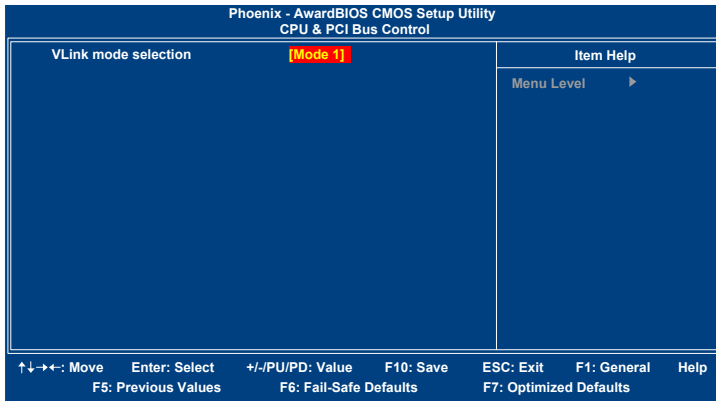 Phoenix - AwardBIOS CMOS Setup Utility
CPU & PCI Bus Control
VLink mode selection [Mode 1]
Item Help
Menu Level ▶
↑↓→←: Move Enter: Select +/-/PU/PD: Value F10: Save ESC: Exit F1: General Help
F5: Previous Values F6: Fail-Safe Defaults F7: Optimized Defaults